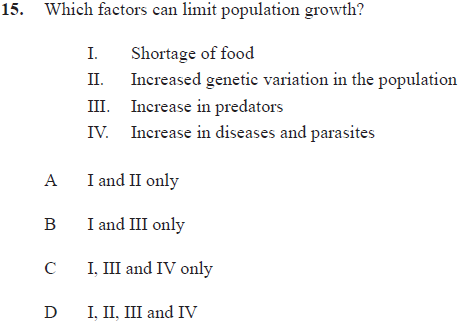 15. Which factors can limit population growth?
I. Shortage of food
II. Increased genetic variation in the population
III. Increase in predators
IV. Increase in diseases and parasites
A I and II only
B I and III only
C I, III and IV only
D I, II, III and IV